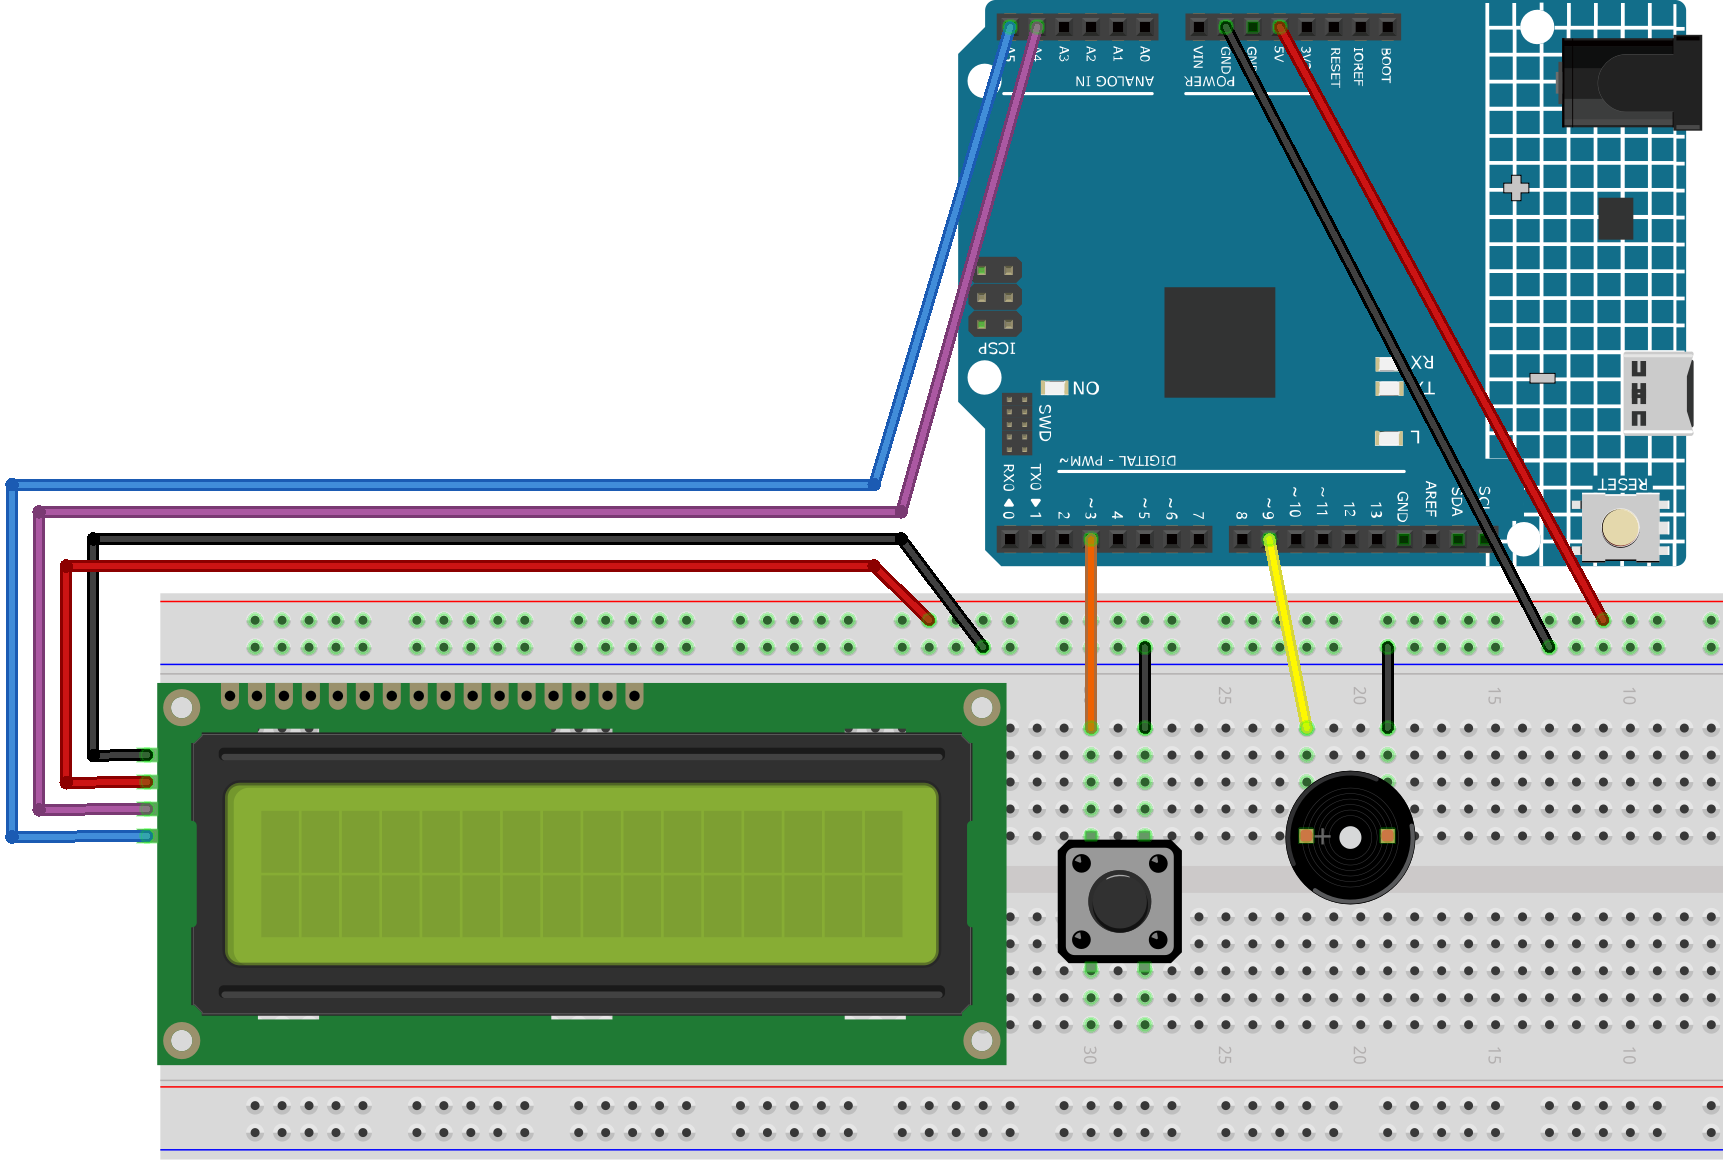 A5 A4 A3 A2 A1 A0
VIN GND GND 5V 3V3 RESET IOREF BOOT
ANALOG IN
POWER
ICSP
ON
SWD
RX
TX
L
DIGITAL - PWM~
RESET
RX0 ◀ 0
TX0 ▶ 1
2
~ 3
4
~ 5
~ 6
7
8
~ 9
~ 10
~ 11
12
13
GND
AREF
SDA
SCL
25 20 15 10
+
30 25 20 15 10